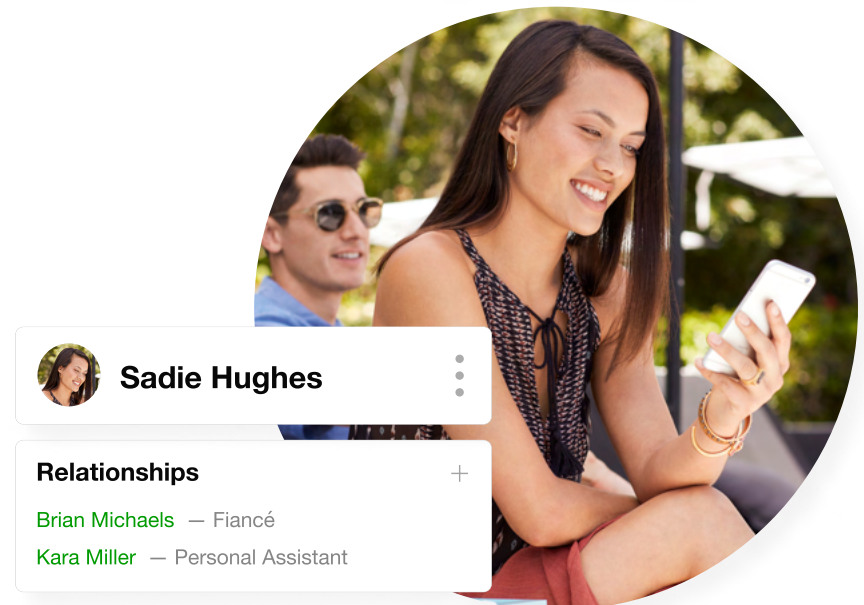 Sadie Hughes
Relationships
Brian Michaels — Fiancé
Kara Miller — Personal Assistant